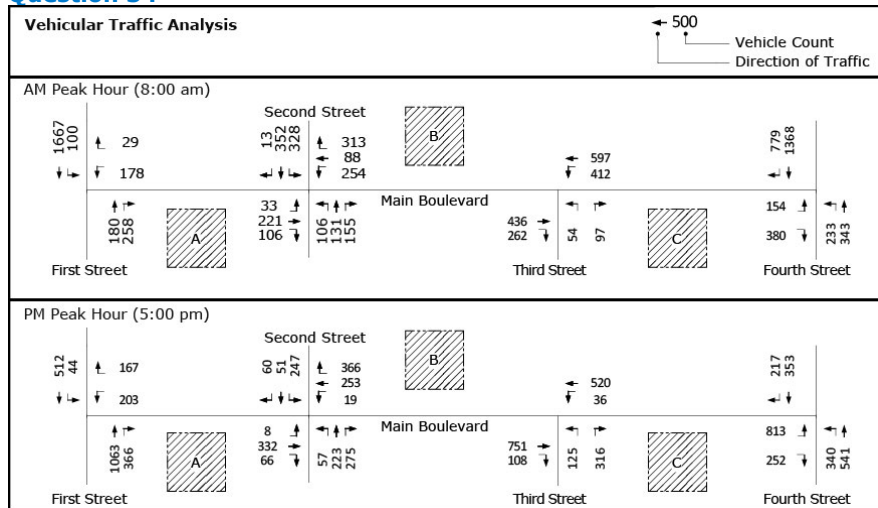 Question 34
Vehicular Traffic Analysis
500
Vehicle Count
Direction of Traffic
AM Peak Hour (8:00 am)
Second Street
1667 100
29
178
13 352 328
313
88
254
B
597
412
779 1368
Main Boulevard
180 258
A
33
221
106
106 131 155
436
262
54 97
C
154
380
233 343
First Street
Third Street
Fourth Street
PM Peak Hour (5:00 pm)
Second Street
512 44
167
203
60 51 247
366
253
19
B
520
36
217 353
Main Boulevard
1063 366
A
8
332
66
57 223 275
751
108
125 316
C
813
252
340 541
First Street
Third Street
Fourth Street